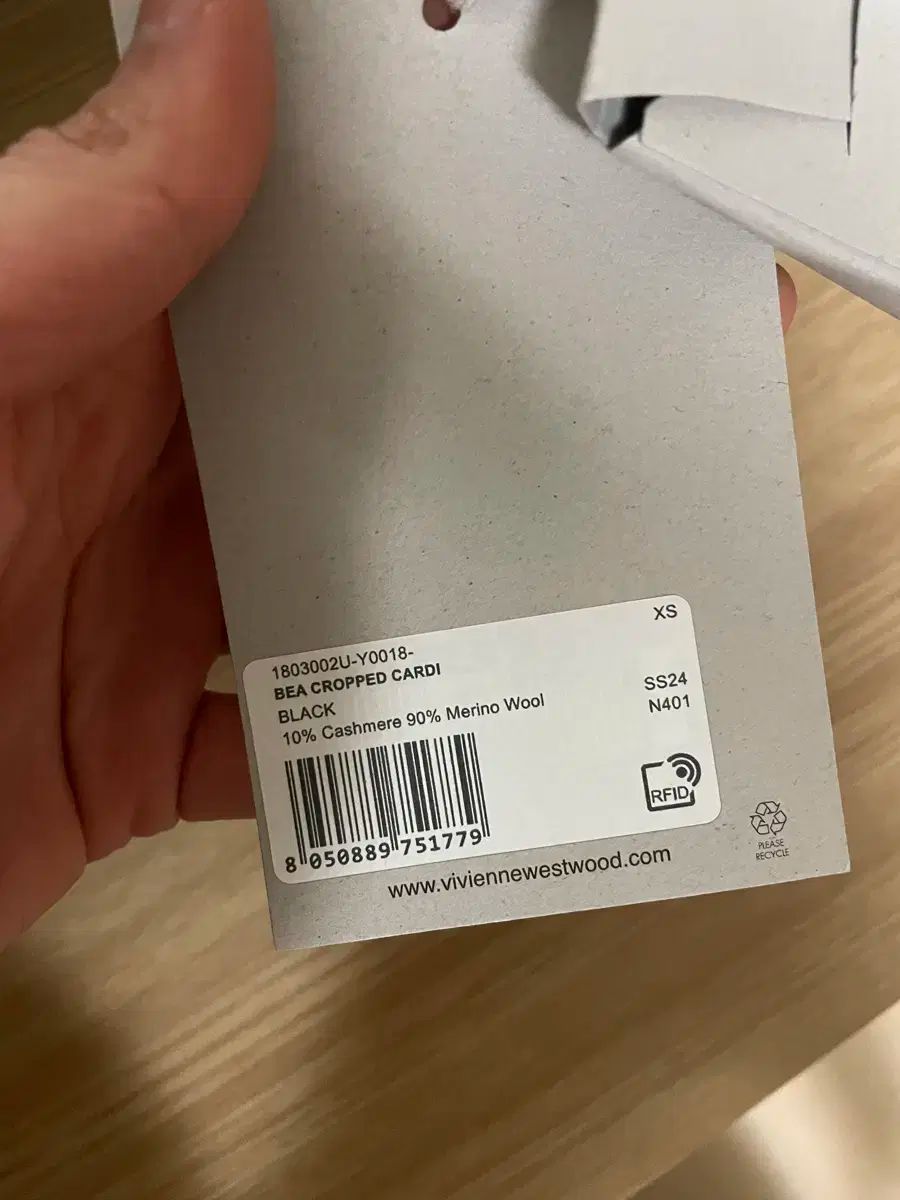 XS
1803002U-Y0018-
BEA CROPPED CARDI
BLACK
SS24
10% Cashmere 90% Merino Wool
N401
RFID
8 050889 751779
www.viviennewestwood.com
PLEASE
RECYCLE